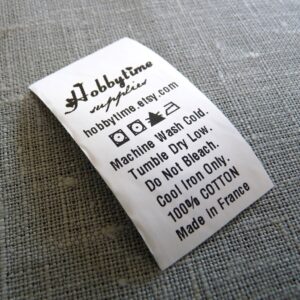 Hobbytime
supplies
hobbytime.etsy.com
Machine Wash Cold.
Tumble Dry Low.
Do Not Bleach.
Cool Iron Only.
100% COTTON
Made in France